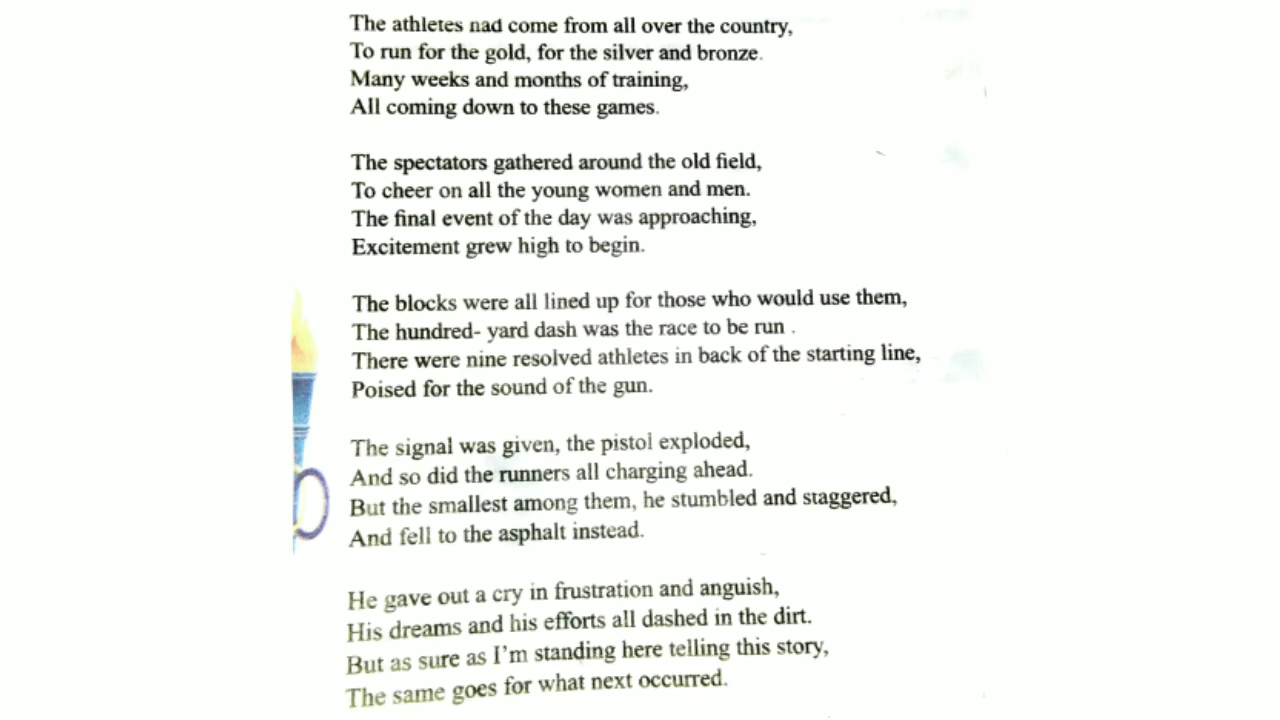 The athletes nad come from all over the country,
To run for the gold, for the silver and bronze.
Many weeks and months of training,
All coming down to these games.
The spectators gathered around the old field,
To cheer on all the young women and men.
The final event of the day was approaching,
Excitement grew high to begin.
The blocks were all lined up for those who would use them,
The hundred- yard dash was the race to be run .
There were nine resolved athletes in back of the starting line,
Poised for the sound of the gun.
The signal was given, the pistol exploded,
And so did the runners all charging ahead.
But the smallest among them, he stumbled and staggered,
And fell to the asphalt instead.
He gave out a cry in frustration and anguish,
His dreams and his efforts all dashed in the dirt.
But as sure as I'm standing here telling this story,
The same goes for what next occurred.